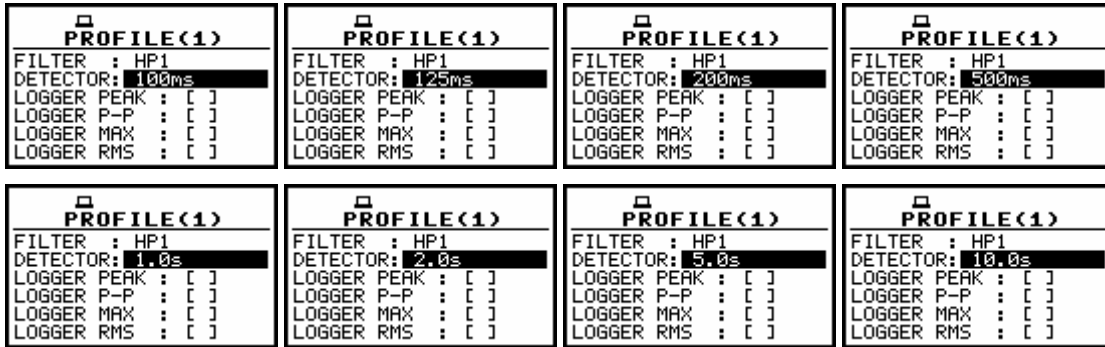 PROFILE(1)
FILTER : HP1
DETECTOR: 100ms
LOGGER PEAK : [ ]
LOGGER P-P : [ ]
LOGGER MAX : [ ]
LOGGER RMS : [ ]
PROFILE(1)
FILTER : HP1
DETECTOR: 125ms
LOGGER PEAK : [ ]
LOGGER P-P : [ ]
LOGGER MAX : [ ]
LOGGER RMS : [ ]
PROFILE(1)
FILTER : HP1
DETECTOR: 200ms
LOGGER PEAK : [ ]
LOGGER P-P : [ ]
LOGGER MAX : [ ]
LOGGER RMS : [ ]
PROFILE(1)
FILTER : HP1
DETECTOR: 500ms
LOGGER PEAK : [ ]
LOGGER P-P : [ ]
LOGGER MAX : [ ]
LOGGER RMS : [ ]
PROFILE(1)
FILTER : HP1
DETECTOR: 1.0s
LOGGER PEAK : [ ]
LOGGER P-P : [ ]
LOGGER MAX : [ ]
LOGGER RMS : [ ]
PROFILE(1)
FILTER : HP1
DETECTOR: 2.0s
LOGGER PEAK : [ ]
LOGGER P-P : [ ]
LOGGER MAX : [ ]
LOGGER RMS : [ ]
PROFILE(1)
FILTER : HP1
DETECTOR: 5.0s
LOGGER PEAK : [ ]
LOGGER P-P : [ ]
LOGGER MAX : [ ]
LOGGER RMS : [ ]
PROFILE(1)
FILTER : HP1
DETECTOR: 10.0s
LOGGER PEAK : [ ]
LOGGER P-P : [ ]
LOGGER MAX : [ ]
LOGGER RMS : [ ]